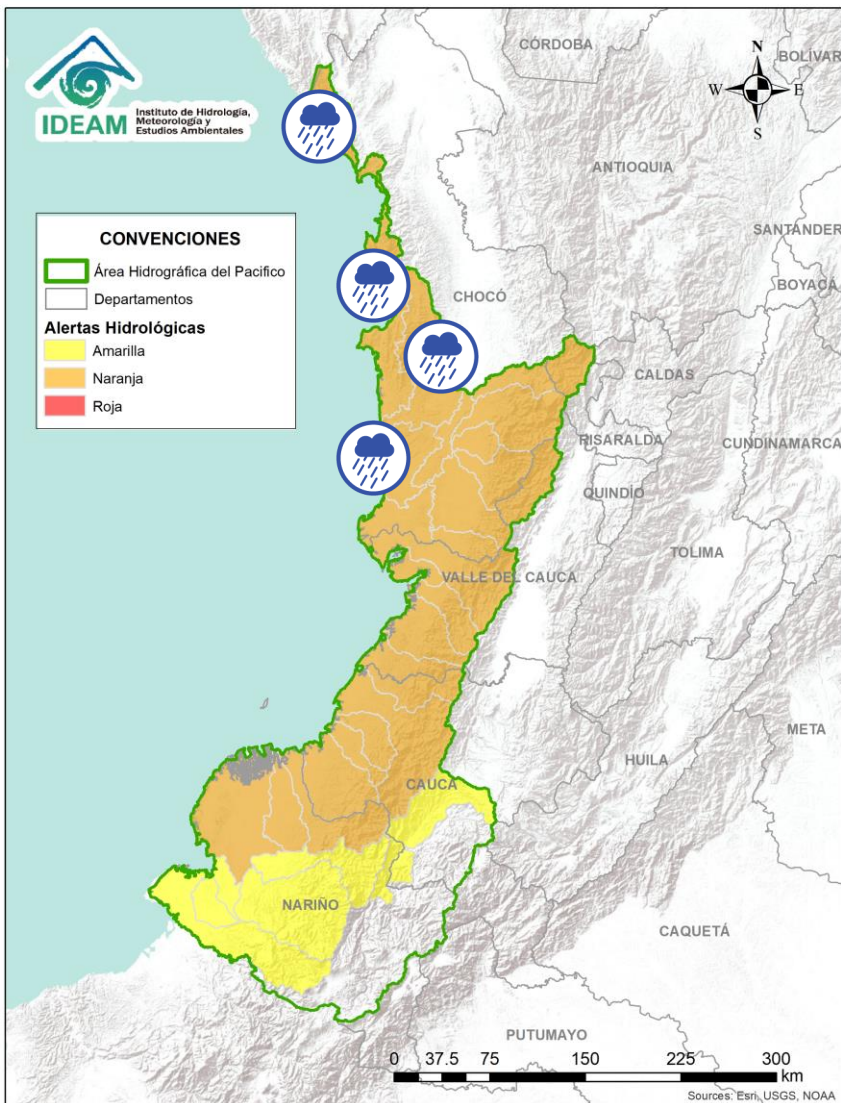 IDEAM
Instituto de Hidrología,
Meteorología y
Estudios Ambientales
CÓRDOBA
BOLÍVAR
N
W
E
S
ANTIOQUIA
SANTANDER
BOYACÁ
CONVENCIONES
Área Hidrográfica del Pacifico
Departamentos
Alertas Hidrológicas
Amarilla
Naranja
Roja
CHOCÓ
CALDAS
RISARALDA
CUNDINAMARCA
QUINDÍO
TOLIMA
VALLE DEL CAUCA
META
HUILA
CAUCA
NARIÑO
CAQUETÁ
PUTUMAYO
0 37.5 75 150 225 300
km
Sources: Esri, USGS, NOAA